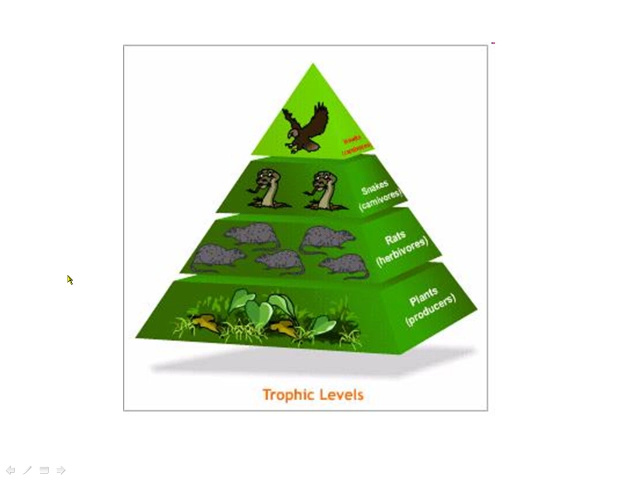 Snakes
(carnivores)
Rats
(herbivores)
Plants
(producers)
Trophic Levels